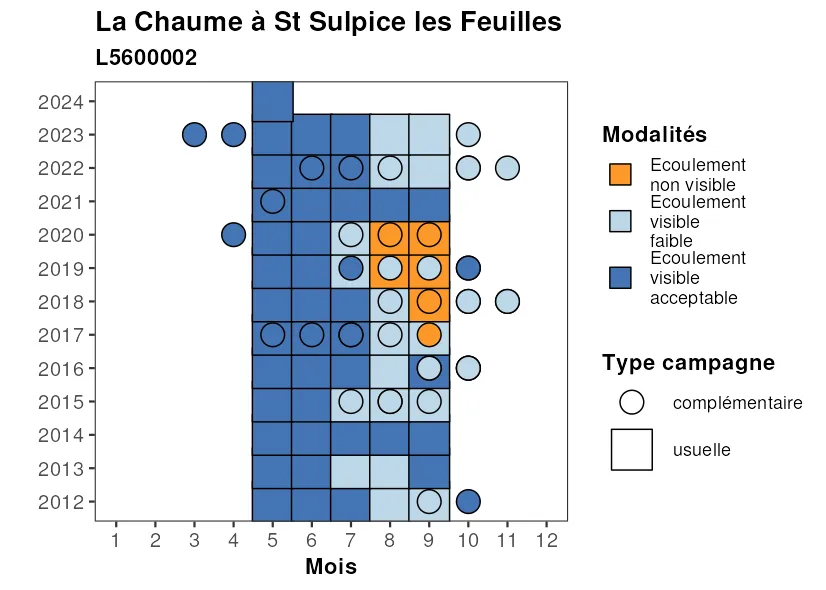 La Chaume à St Sulpice les Feuilles
L5600002
2024
2023
2022
2021
2020
2019
2018
2017
2016
2015
2014
2013
2012
1 2 3 4 5 6 7 8 9 10 11 12
Mois
Modalités
Ecoulement
non visible
Ecoulement
visible
faible
Ecoulement
visible
acceptable
Type campagne
complémentaire
usuelle